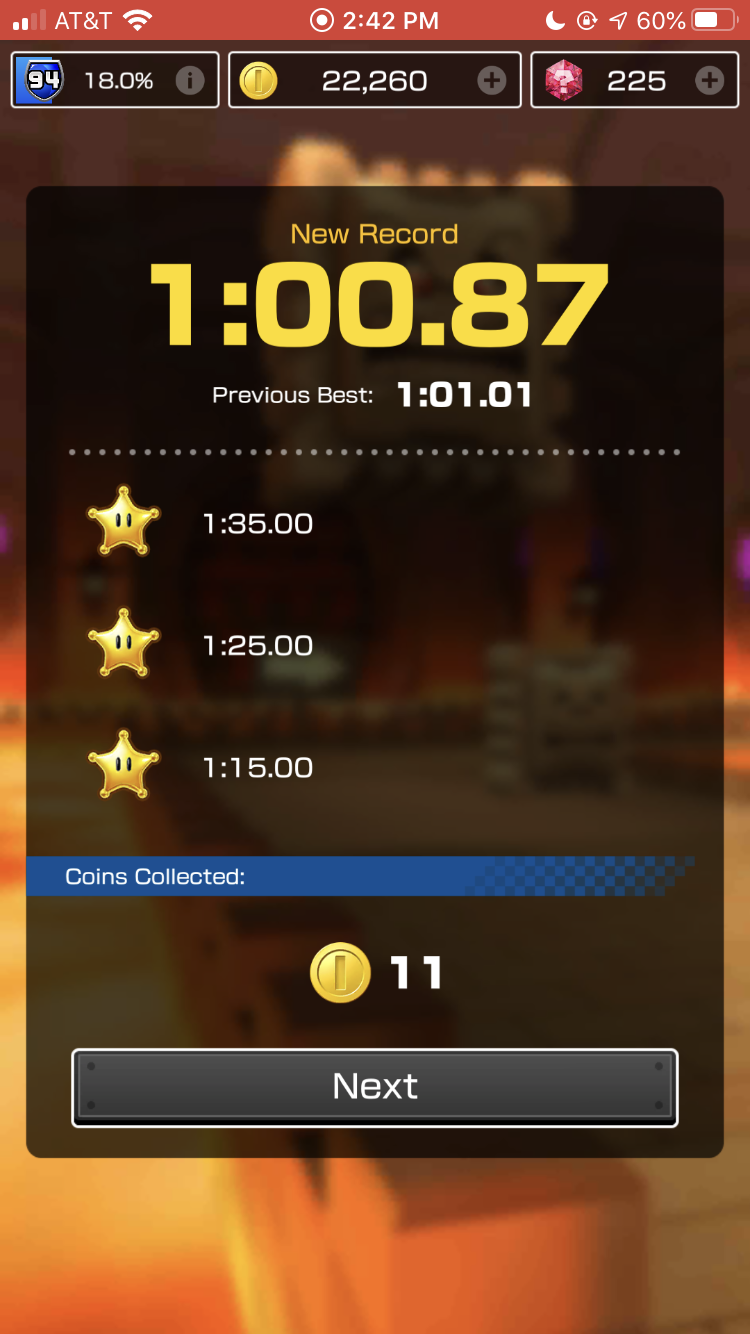 AT&T 2:42 PM 60%
94 18.0% i 22,260 + ? 225 +
New Record
1:00.87
Previous Best: 1:01.01
1:35.00
1:25.00
1:15.00
Coins Collected:
11
Next